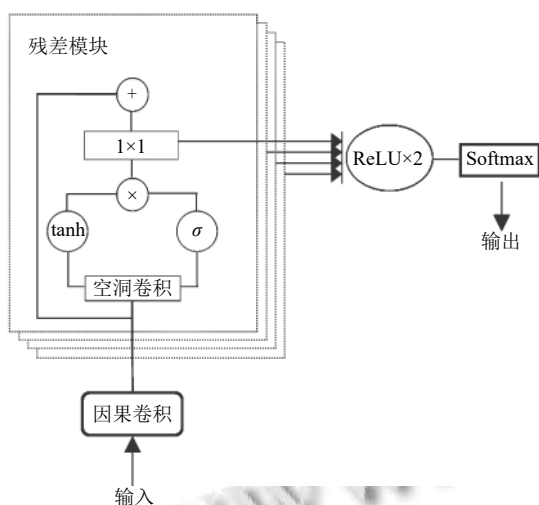 残差模块
+
1×1
×
tanh
σ
空洞卷积
因果卷积
输入
ReLU×2
Softmax
输出